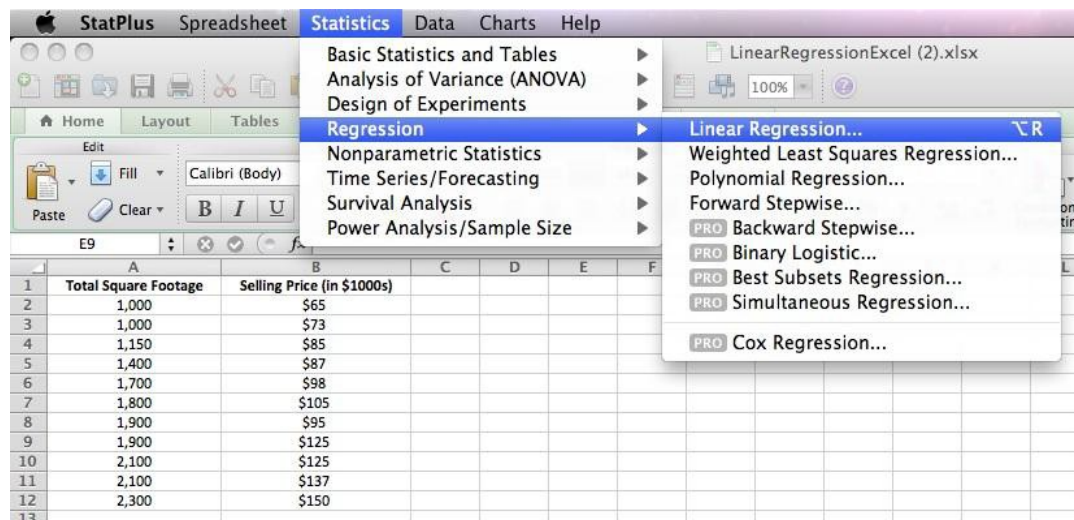 StatPlus Spreadsheet Statistics Data Charts Help
LinearRegressionExcel (2).xlsx
100%
Home Layout Tables
Edit
Fill
Calibri (Body)
Paste
Clear
B I U
E9
fx
Basic Statistics and Tables
Analysis of Variance (ANOVA)
Design of Experiments
Regression
Nonparametric Statistics
Time Series/Forecasting
Survival Analysis
Power Analysis/Sample Size
Linear Regression... ⌥R
Weighted Least Squares Regression...
Polynomial Regression...
Forward Stepwise...
PRO Backward Stepwise...
PRO Binary Logistic...
PRO Best Subsets Regression...
PRO Simultaneous Regression...
PRO Cox Regression...
A B C D E F L
1 Total Square Footage Selling Price (in $1000s)
2 1,000 $65
3 1,000 $73
4 1,150 $85
5 1,400 $87
6 1,700 $98
7 1,800 $105
8 1,900 $95
9 1,900 $125
10 2,100 $125
11 2,100 $137
12 2,300 $150
13